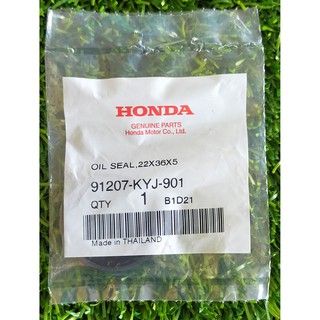 HONDA
GENUINE PARTS
Honda Motor Co., Ltd.
OIL SEAL,22X36X5
91207-KYJ-901
QTY 1 B1D21
Made in THAILAND